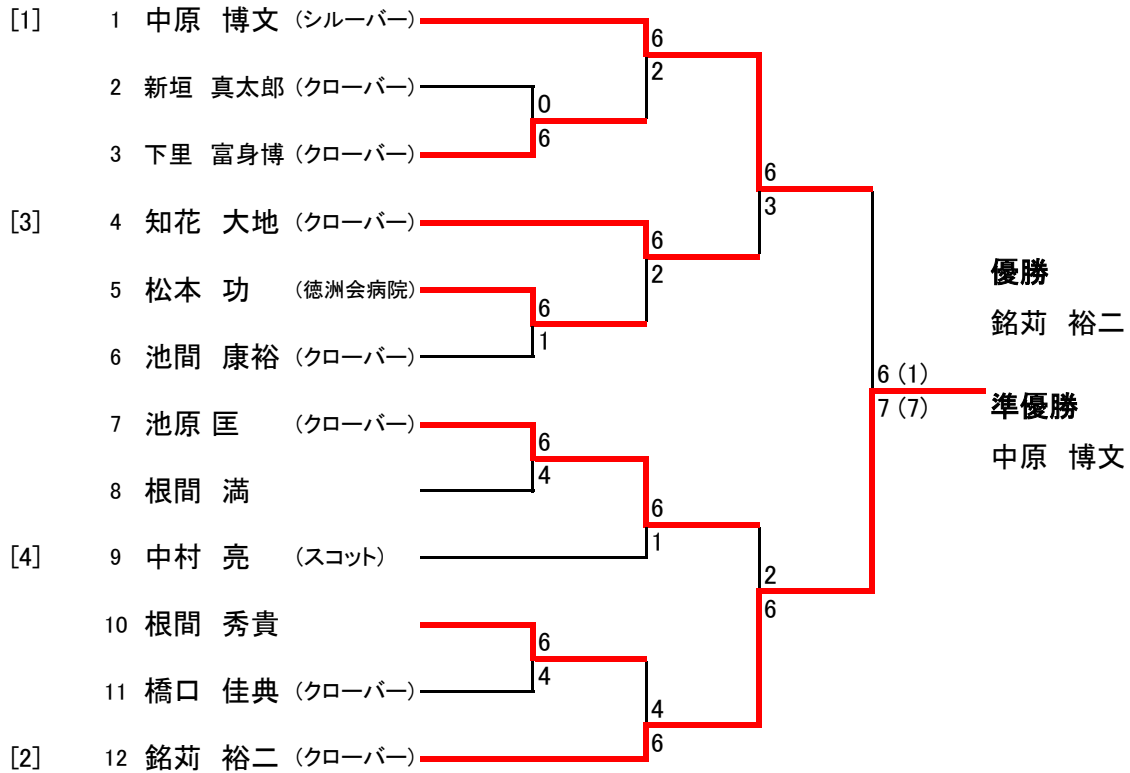 [1] 1 中原 博文 (シルーバー)
6
2
2 新垣 真太郎 (クローバー)
0
6
3 下里 富身博 (クローバー)
6
3
[3] 4 知花 大地 (クローバー)
6
2
5 松本 功 (徳洲会病院)
6
1
6 池間 康裕 (クローバー)
優勝
銘苅 裕二
6 (1)
7 (7)
準優勝
中原 博文
7 池原 匡 (クローバー)
6
4
8 根間 満
6
1
[4] 9 中村 亮 (スコット)
2
6
10 根間 秀貴
6
4
11 橋口 佳典 (クローバー)
4
6
[2] 12 銘苅 裕二 (クローバー)